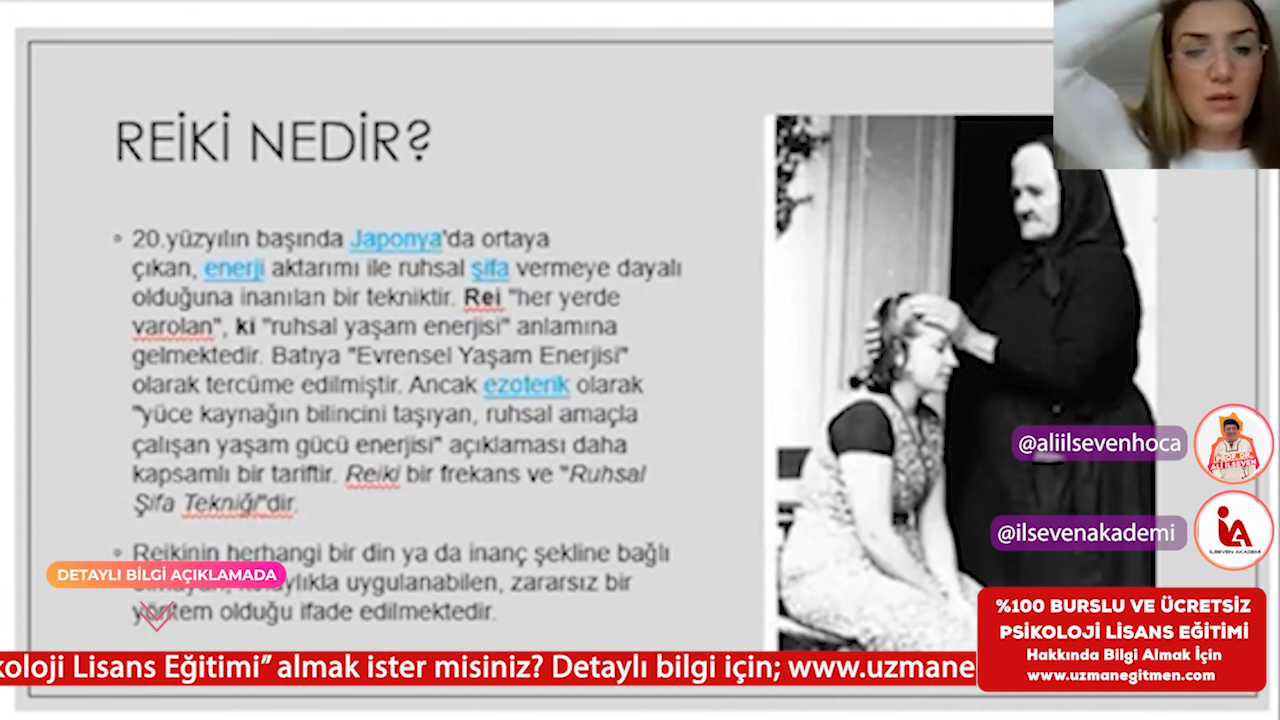 REİKİ NEDİR?
20.yüzyılın başında Japonya'da ortaya
çıkan, enerji aktarımı ile ruhsal şifa vermeye dayalı
olduğuna inanılan bir tekniktir. Rei "her yerde
varolan", ki "ruhsal yaşam enerjisi" anlamına
gelmektedir. Batıya "Evrensel Yaşam Enerjisi"
olarak tercüme edilmiştir. Ancak ezoterik olarak
"yüce kaynağın bilincini taşıyan, ruhsal amaçla
çalışan yaşam gücü enerjisi" açıklaması daha
kapsamlı bir tariftir. Reiki bir frekans ve "Ruhsal
Şifa Tekniği"dir.
Reikinin herhangi bir din ya da inanç şekline bağlı
uygulanabilen, zararsız bir
yöntem olduğu ifade edilmektedir.
DETAYLI BİLGİ AÇIKLAMADA
@aliilsevenhoca
PROF. DR.
ALİ İLSEVEN
@ilsevenakademi
İLSEVEN AKADEMİ
%100 BURSLU VE ÜCRETSİZ
PSİKOLOJİ LİSANS EĞİTİMİ
Hakkında Bilgi Almak İçin
www.uzmanegitmen.com
koloji Lisans Eğitimi” almak ister misiniz? Detaylı bilgi için; www.uzmane